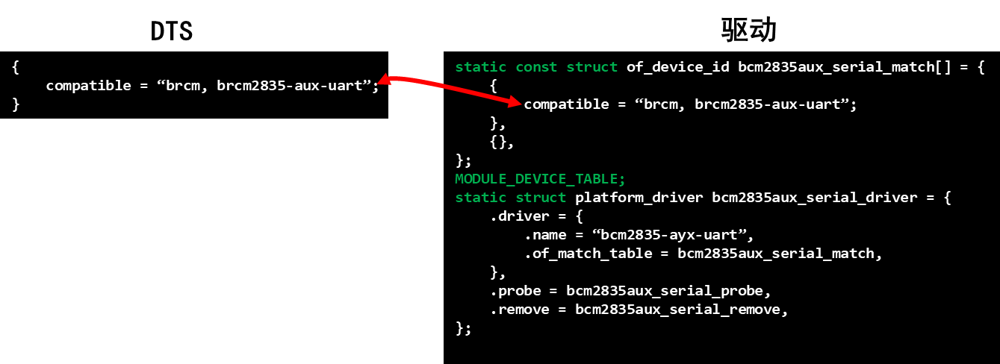 DTS
{
    compatible = “brcm, brcm2835-aux-uart”;
}
驱动
static const struct of_device_id bcm2835aux_serial_match[] = {
    {
        compatible = “brcm, brcm2835-aux-uart”;
    },
    {},
};
MODULE_DEVICE_TABLE;
static struct platform_driver bcm2835aux_serial_driver = {
    .driver = {
        .name = “bcm2835-ayx-uart”,
        .of_match_table = bcm2835aux_serial_match,
    },
    .probe = bcm2835aux_serial_probe,
    .remove = bcm2835aux_serial_remove,
};